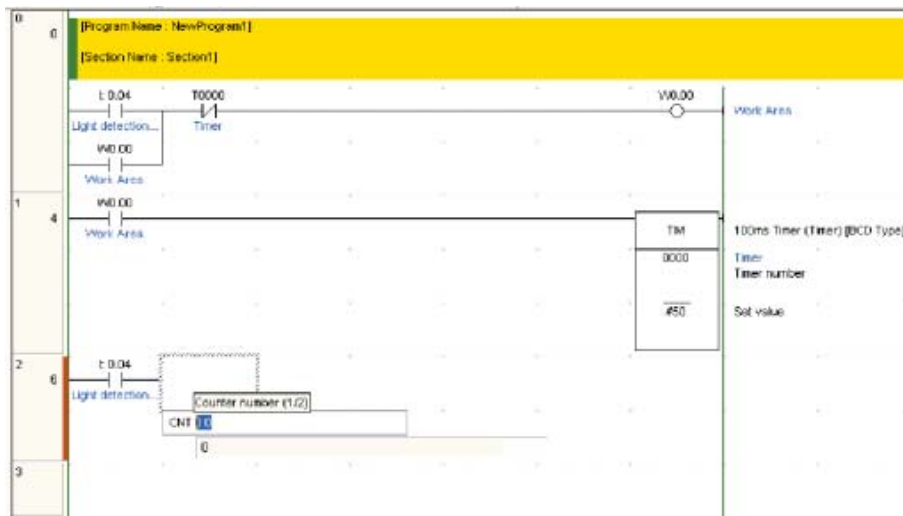 0
0
[Program Name : NewProgram1]
[Section Name : Section1]
I: 0.04
T0000
W0.00
Work Area
Light detection...
Timer
W0.00
Work Area
1
4
W0.00
Work Area
TIM
100ms Timer (Timer) [BCD Type]
0000
Timer
Timer number
#50
Set value
2
6
I: 0.04
Light detection...
Counter number (1/2)
CNT
0
3